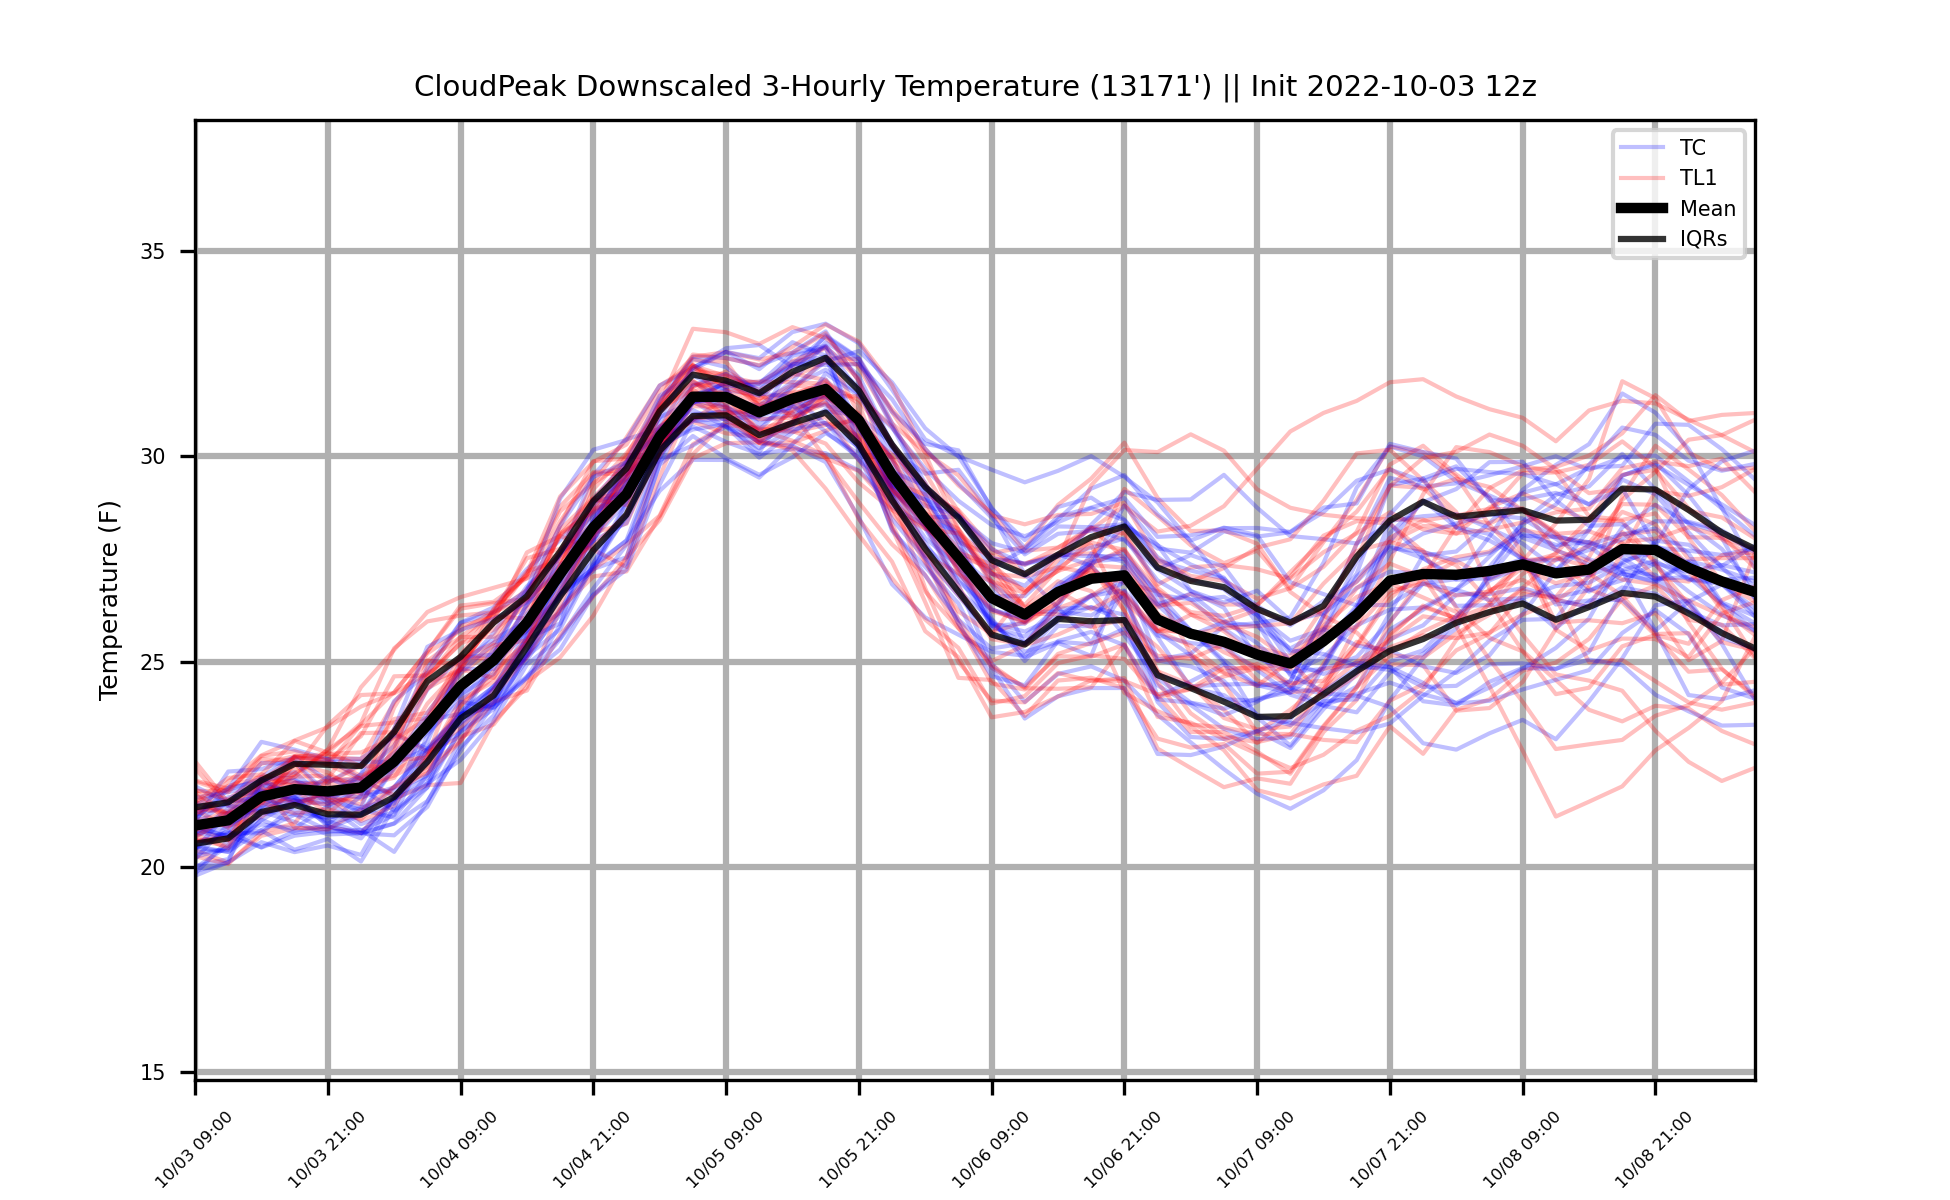 CloudPeak Downscaled 3-Hourly Temperature (13171') || Init 2022-10-03 12z
TC
TL1
Mean
IQRs
Temperature (F)
35
30
25
20
15
10/03 09:00
10/03 21:00
10/04 09:00
10/04 21:00
10/05 09:00
10/05 21:00
10/06 09:00
10/06 21:00
10/07 09:00
10/07 21:00
10/08 09:00
10/08 21:00